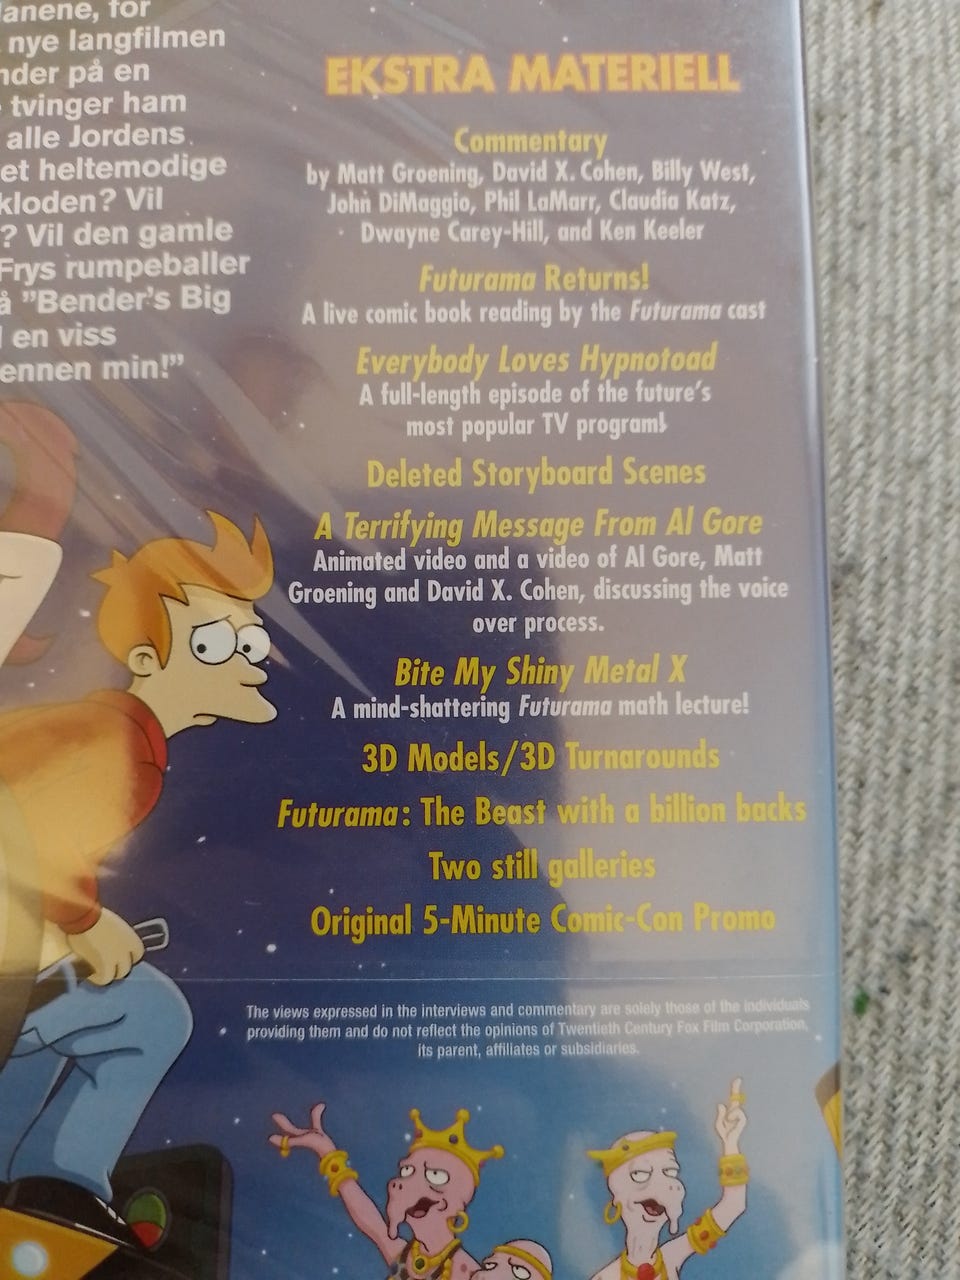 lanene, for
nye langfilmen
nder på en
tvinger ham
alle Jordens
et heltemodige
kloden? Vil
? Vil den gamle
Frys rumpeballer
å ”Bender's Big
en viss
ennen min!”
EKSTRA MATERIELL
Commentary
by Matt Groening, David X. Cohen, Billy West,
John DiMaggio, Phil LaMarr, Claudia Katz,
Dwayne Carey-Hill, and Ken Keeler
Futurama Returns!
A live comic book reading by the Futurama cast
Everybody Loves Hypnotoad
A full-length episode of the future's
most popular TV program!
Deleted Storyboard Scenes
A Terrifying Message From Al Gore
Animated video and a video of Al Gore, Matt
Groening and David X. Cohen, discussing the voice
over process.
Bite My Shiny Metal X
A mind-shattering Futurama math lecture!
3D Models/3D Turnarounds
Futurama: The Beast with a billion backs
Two still galleries
Original 5-Minute Comic-Con Promo
The views expressed in the interviews and commentary are solely those of the individuals
providing them and do not reflect the opinions of Twentieth Century Fox Film Corporation,
its parent, affiliates or subsidiaries.